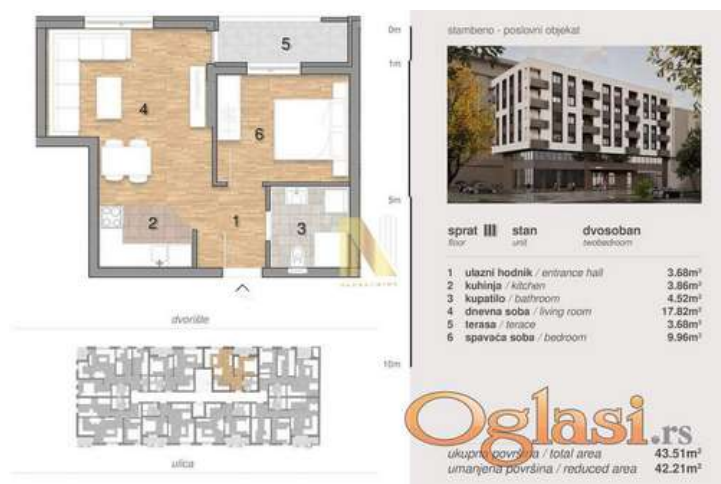 0m
1m
5m
10m
5
4
6
2
1
3
dvorište
ulica
stambeno - poslovni objekat
sprat III stan dvosoban
floor unit twobedroom
1 ulazni hodnik / entrance hall 3.68m²
2 kuhinja / kitchen 3.86m²
3 kupatilo / bathroom 4.52m²
4 dnevna soba / living room 17.82m²
5 terasa / terace 3.68m²
6 spavaća soba / bedroom 9.96m²
Oglasi.rs
ukupna površina / total area 43.51m²
umanjena površina / reduced area 42.21m²